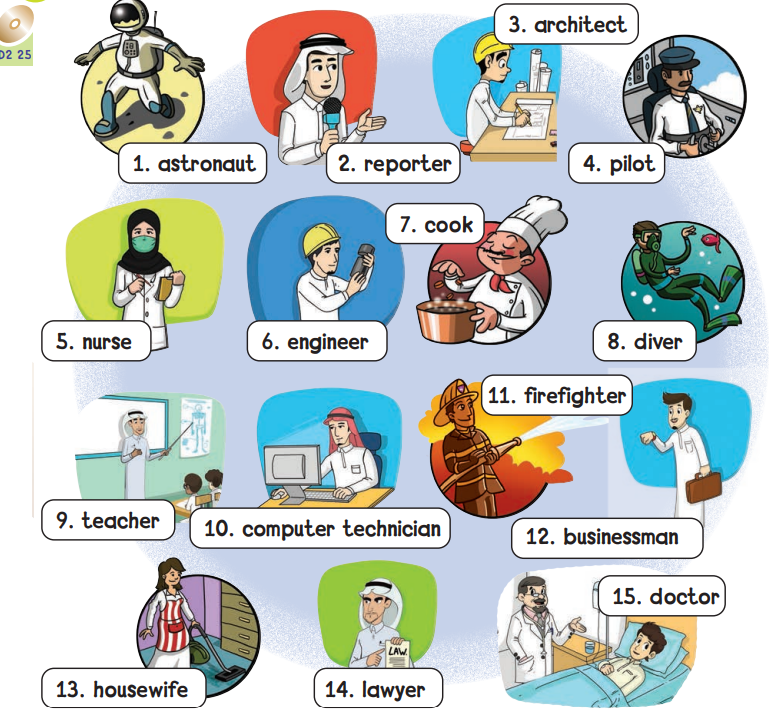 3. architect
D2 25
1. astronaut
2. reporter
4. pilot
7. cook
5. nurse
6. engineer
8. diver
11. firefighter
9. teacher
10. computer technician
12. businessman
15. doctor
LAW
13. housewife
14. lawyer